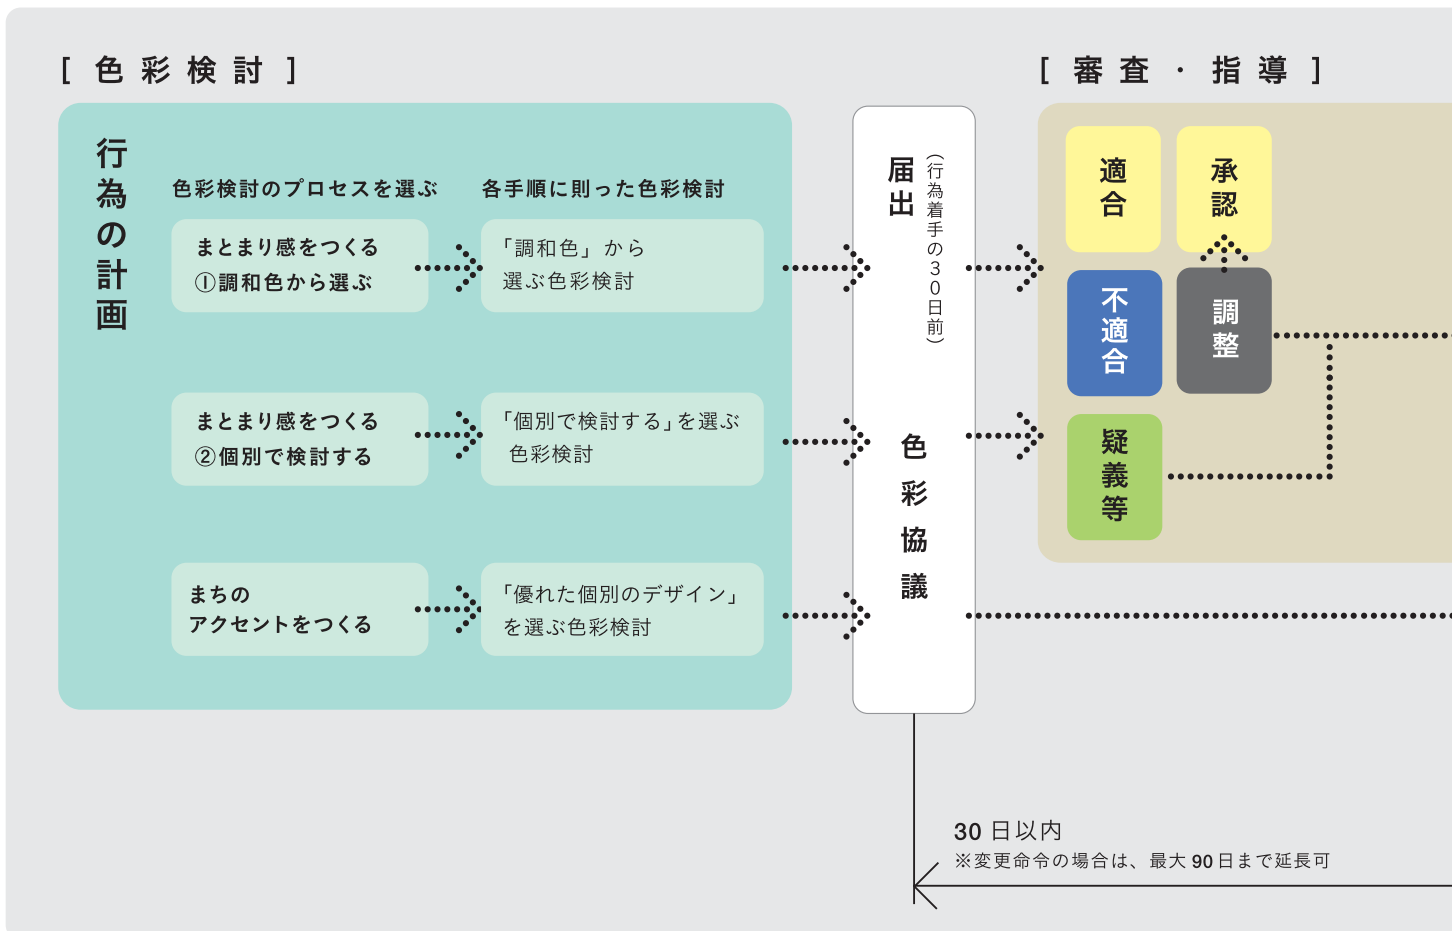 [ 色彩検討 ]
行為の計画
色彩検討のプロセスを選ぶ
各手順に則った色彩検討
まとまり感をつくる
①調和色から選ぶ
「調和色」から
選ぶ色彩検討
まとまり感をつくる
②個別で検討する
「個別で検討する」を選ぶ
色彩検討
まちの
アクセントをつくる
「優れた個別のデザイン」
を選ぶ色彩検討
届出
（行為着手の30日前）
色彩協議
[ 審査・指導 ]
適合
承認
不適合
調整
疑義等
30 日以内
※変更命令の場合は、最大 90 日まで延長可